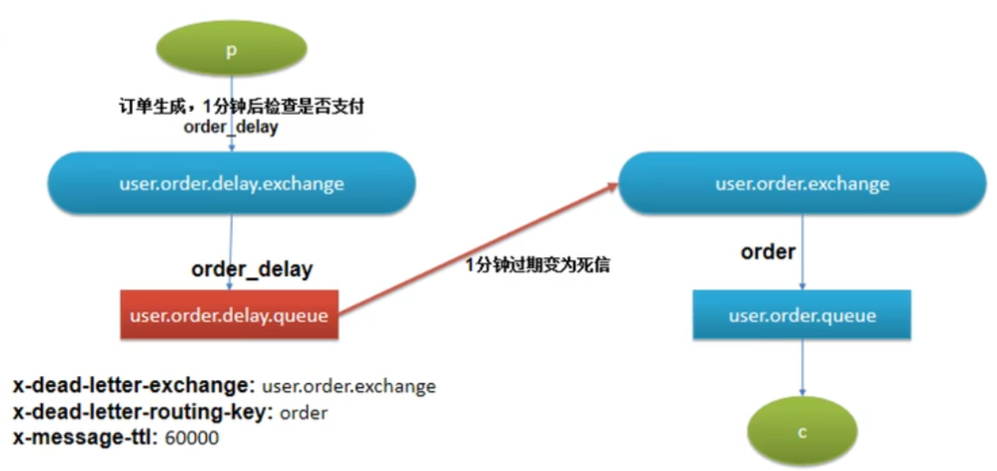 p
订单生成，1分钟后检查是否支付
order_delay
user.order.delay.exchange
user.order.exchange
order_delay
1分钟过期变为死信
order
user.order.delay.queue
user.order.queue
x-dead-letter-exchange: user.order.exchange
x-dead-letter-routing-key: order
x-message-ttl: 60000
c